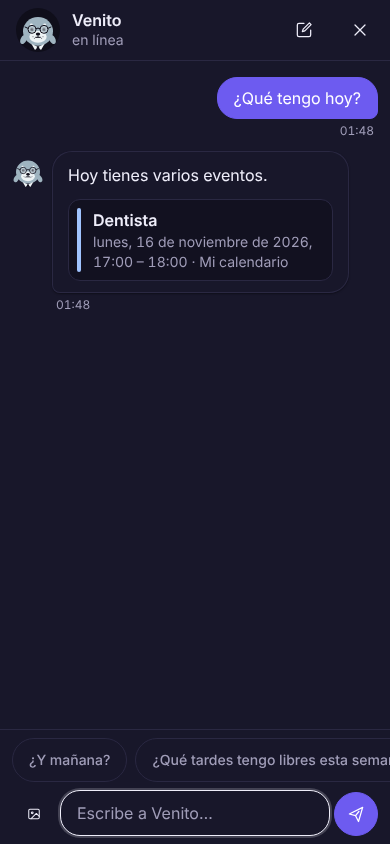 Venito
en línea
¿Qué tengo hoy?
01:48
Hoy tienes varios eventos.
Dentista
lunes, 16 de noviembre de 2026,
17:00 – 18:00 · Mi calendario
01:48
¿Y mañana?
¿Qué tardes tengo libres esta
Escribe a Venito...